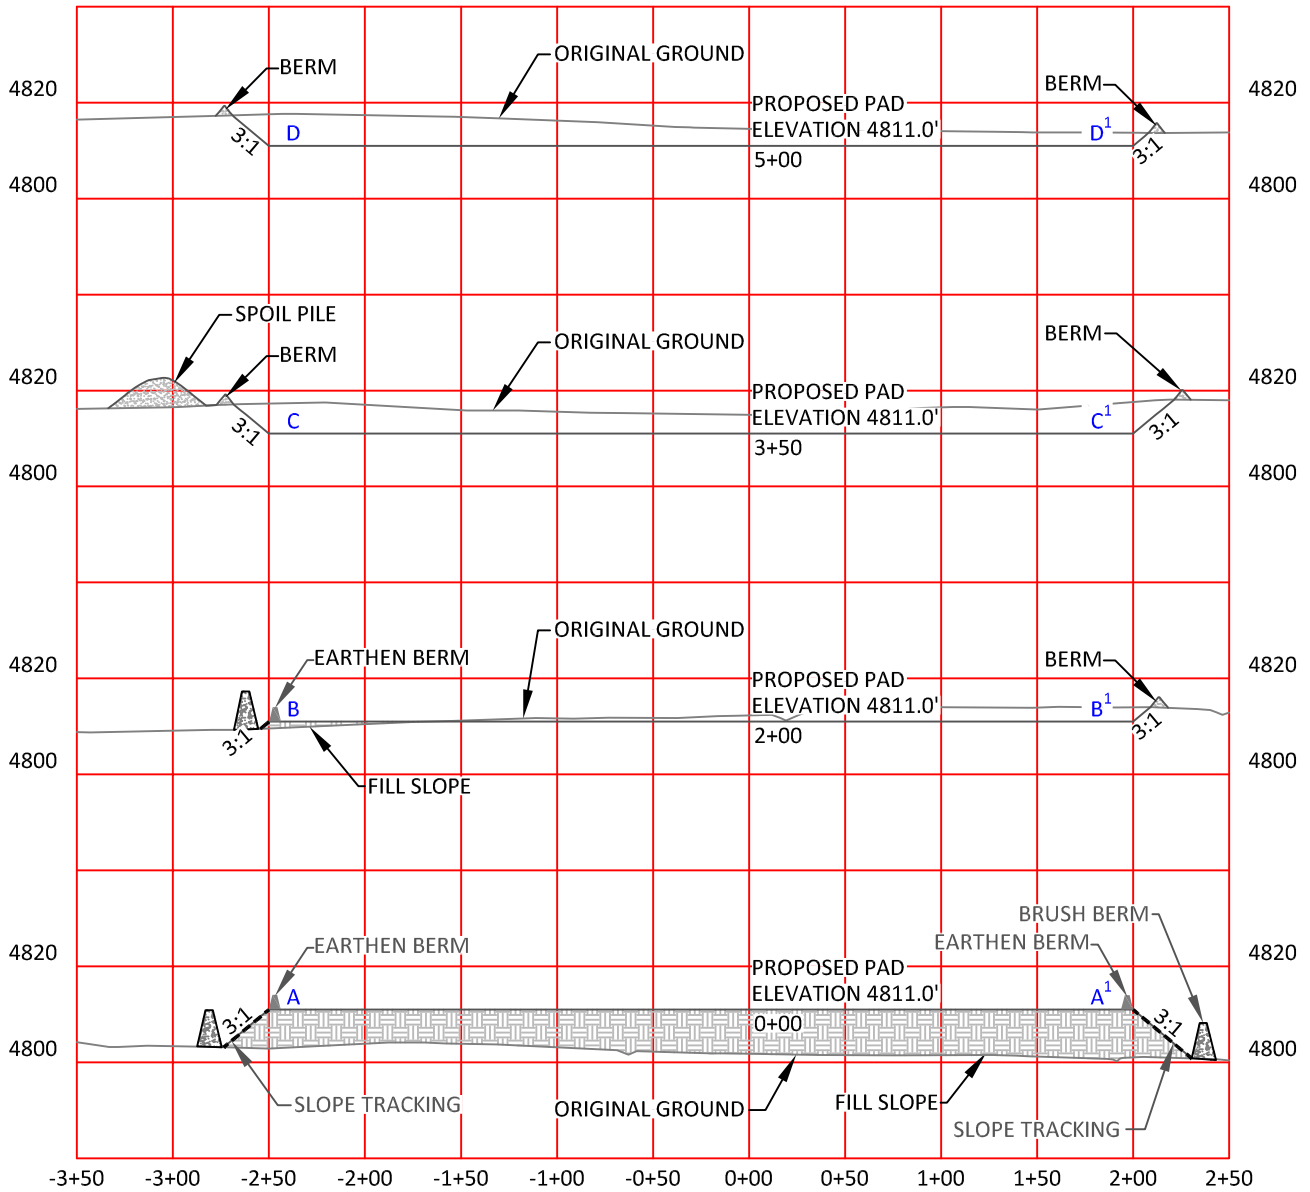 ORIGINAL GROUND
BERM
BERM
4820
4820
PROPOSED PAD
ELEVATION 4811.0'
D
D1
3:1
3:1
5+00
4800
4800
SPOIL PILE
BERM
ORIGINAL GROUND
BERM
4820
4820
PROPOSED PAD
ELEVATION 4811.0'
C
C1
3:1
3:1
3+50
4800
4800
ORIGINAL GROUND
EARTHEN BERM
BERM
4820
4820
PROPOSED PAD
ELEVATION 4811.0'
B
B1
3:1
3:1
2+00
4800
4800
FILL SLOPE
BRUSH BERM
EARTHEN BERM
EARTHEN BERM
4820
4820
PROPOSED PAD
ELEVATION 4811.0'
A
A1
3:1
3:1
0+00
4800
4800
SLOPE TRACKING
ORIGINAL GROUND
FILL SLOPE
SLOPE TRACKING
-3+50 -3+00 -2+50 -2+00 -1+50 -1+00 -0+50 0+00 0+50 1+00 1+50 2+00 2+50